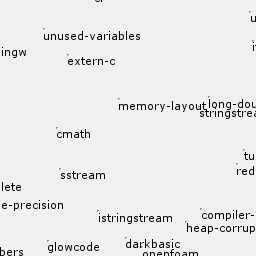 unused-variables
ingw
extern-c
memory-layout
long-dou
stringstrea
cmath
tu
sstream
red
lete
e-precision
istringstream
compiler-
heap-corrup
darkbasic
glowcode
openfoam
bers